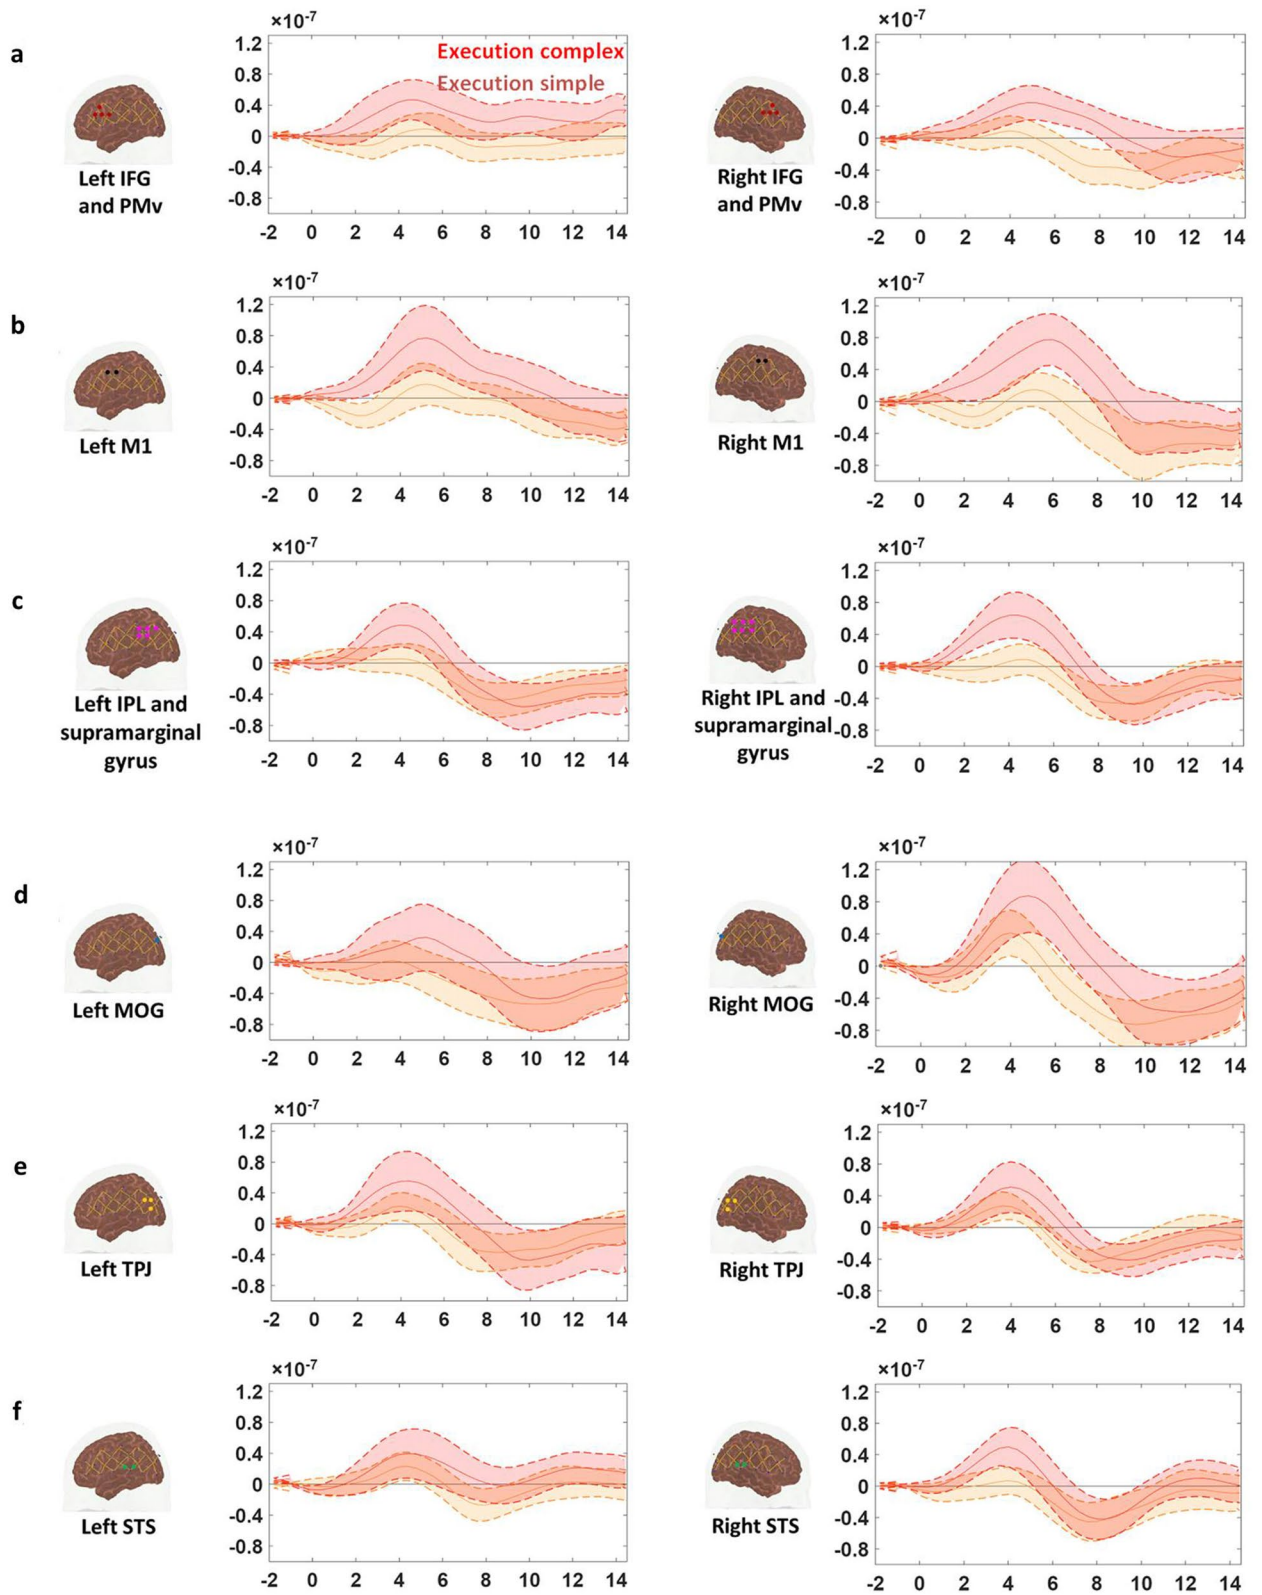 a
×10-7
1.2
0.8
0.4
0
-0.4
-0.8
-2 0 2 4 6 8 10 12 14
Execution complex
Execution simple
Left IFG
and PMv
×10-7
1.2
0.8
0.4
0
-0.4
-0.8
-2 0 2 4 6 8 10 12 14
Right IFG
and PMv
b
×10-7
1.2
0.8
0.4
0
-0.4
-0.8
-2 0 2 4 6 8 10 12 14
Left M1
×10-7
1.2
0.8
0.4
0
-0.4
-0.8
-2 0 2 4 6 8 10 12 14
Right M1
c
×10-7
1.2
0.8
0.4
0
-0.4
-0.8
-2 0 2 4 6 8 10 12 14
Left IPL and
supramarginal
gyrus
×10-7
1.2
0.8
0.4
0
-0.4
-0.8
-2 0 2 4 6 8 10 12 14
Right IPL and
supramarginal
gyrus
d
×10-7
1.2
0.8
0.4
0
-0.4
-0.8
-2 0 2 4 6 8 10 12 14
Left MOG
×10-7
1.2
0.8
0.4
0
-0.4
-0.8
-2 0 2 4 6 8 10 12 14
Right MOG
e
×10-7
1.2
0.8
0.4
0
-0.4
-0.8
-2 0 2 4 6 8 10 12 14
Left TPJ
×10-7
1.2
0.8
0.4
0
-0.4
-0.8
-2 0 2 4 6 8 10 12 14
Right TPJ
f
×10-7
1.2
0.8
0.4
0
-0.4
-0.8
-2 0 2 4 6 8 10 12 14
Left STS
×10-7
1.2
0.8
0.4
0
-0.4
-0.8
-2 0 2 4 6 8 10 12 14
Right STS